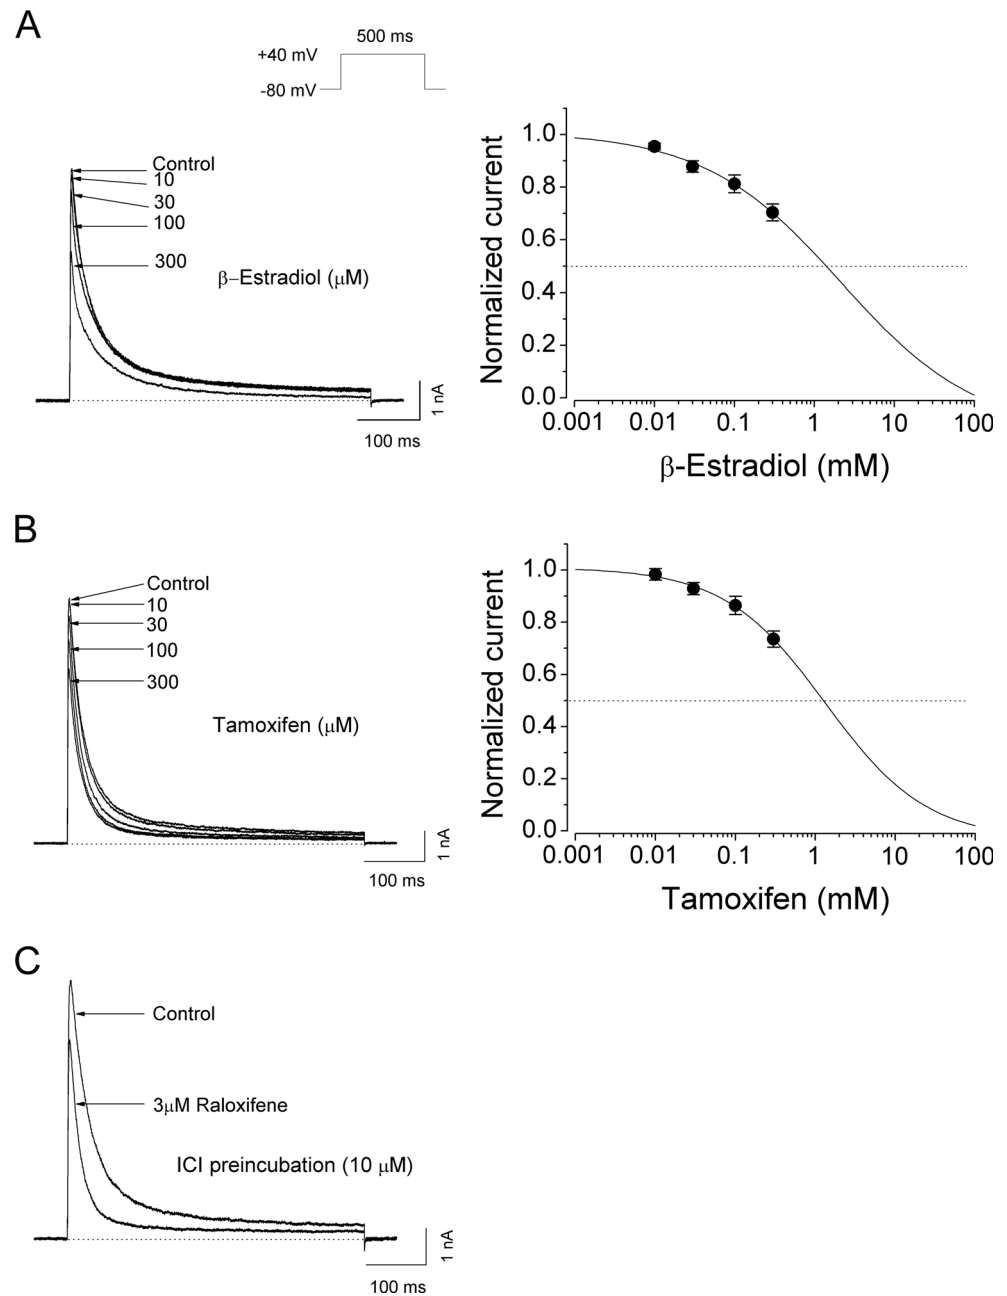 A
500 ms
+40 mV
-80 mV
Control
10
30
100
300
β−Estradiol (μM)
1 nA
100 ms
Normalized current
1.0
0.8
0.6
0.4
0.2
0.0
0.001 0.01 0.1 1 10 100
β-Estradiol (mM)
B
Control
10
30
100
300
Tamoxifen (μM)
1 nA
100 ms
Normalized current
1.0
0.8
0.6
0.4
0.2
0.0
0.001 0.01 0.1 1 10 100
Tamoxifen (mM)
C
Control
3μM Raloxifene
ICI preincubation (10 μM)
1 nA
100 ms